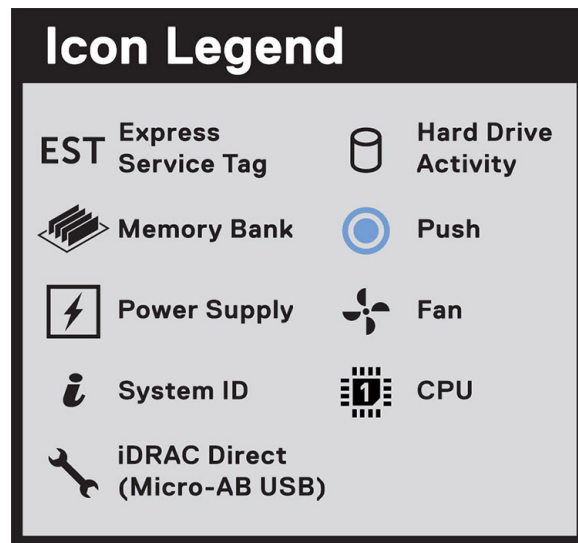 Icon Legend
EST Express
Service Tag
Hard Drive
Activity
Memory Bank
Push
Power Supply
Fan
i System ID
1 CPU
iDRAC Direct
(Micro-AB USB)